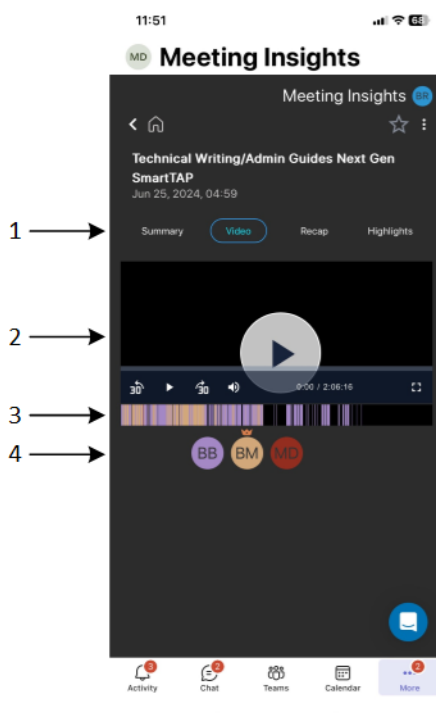 11:51
68
MD Meeting Insights
Meeting Insights BR
Technical Writing/Admin Guides Next Gen
SmartTAP
Jun 25, 2024, 04:59
1
Summary Video Recap Highlights
2
30 30 0:00 / 2:06:16
3
4
BB BM MD
3 2 2
Activity Chat Teams Calendar More